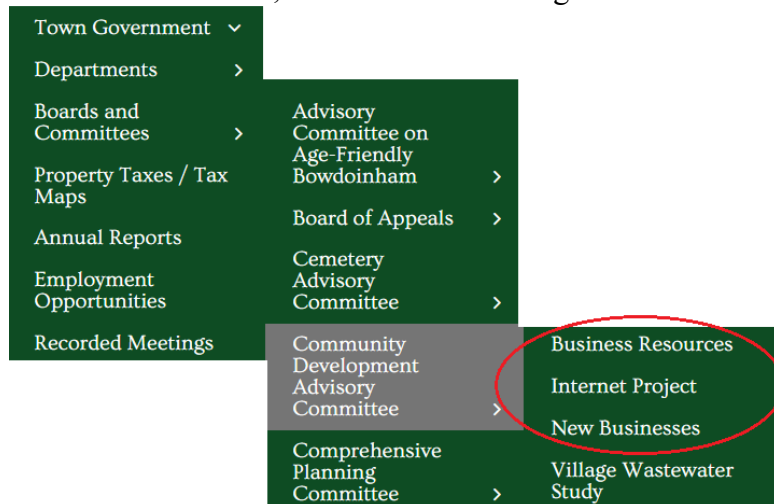 Town Government
Departments
Boards and
Committees
Property Taxes / Tax
Maps
Annual Reports
Employment
Opportunities
Recorded Meetings
Advisory
Committee on
Age-Friendly
Bowdoinham
Board of Appeals
Cemetery
Advisory
Committee
Community
Development
Advisory
Committee
Comprehensive
Planning
Committee
Business Resources
Internet Project
New Businesses
Village Wastewater
Study